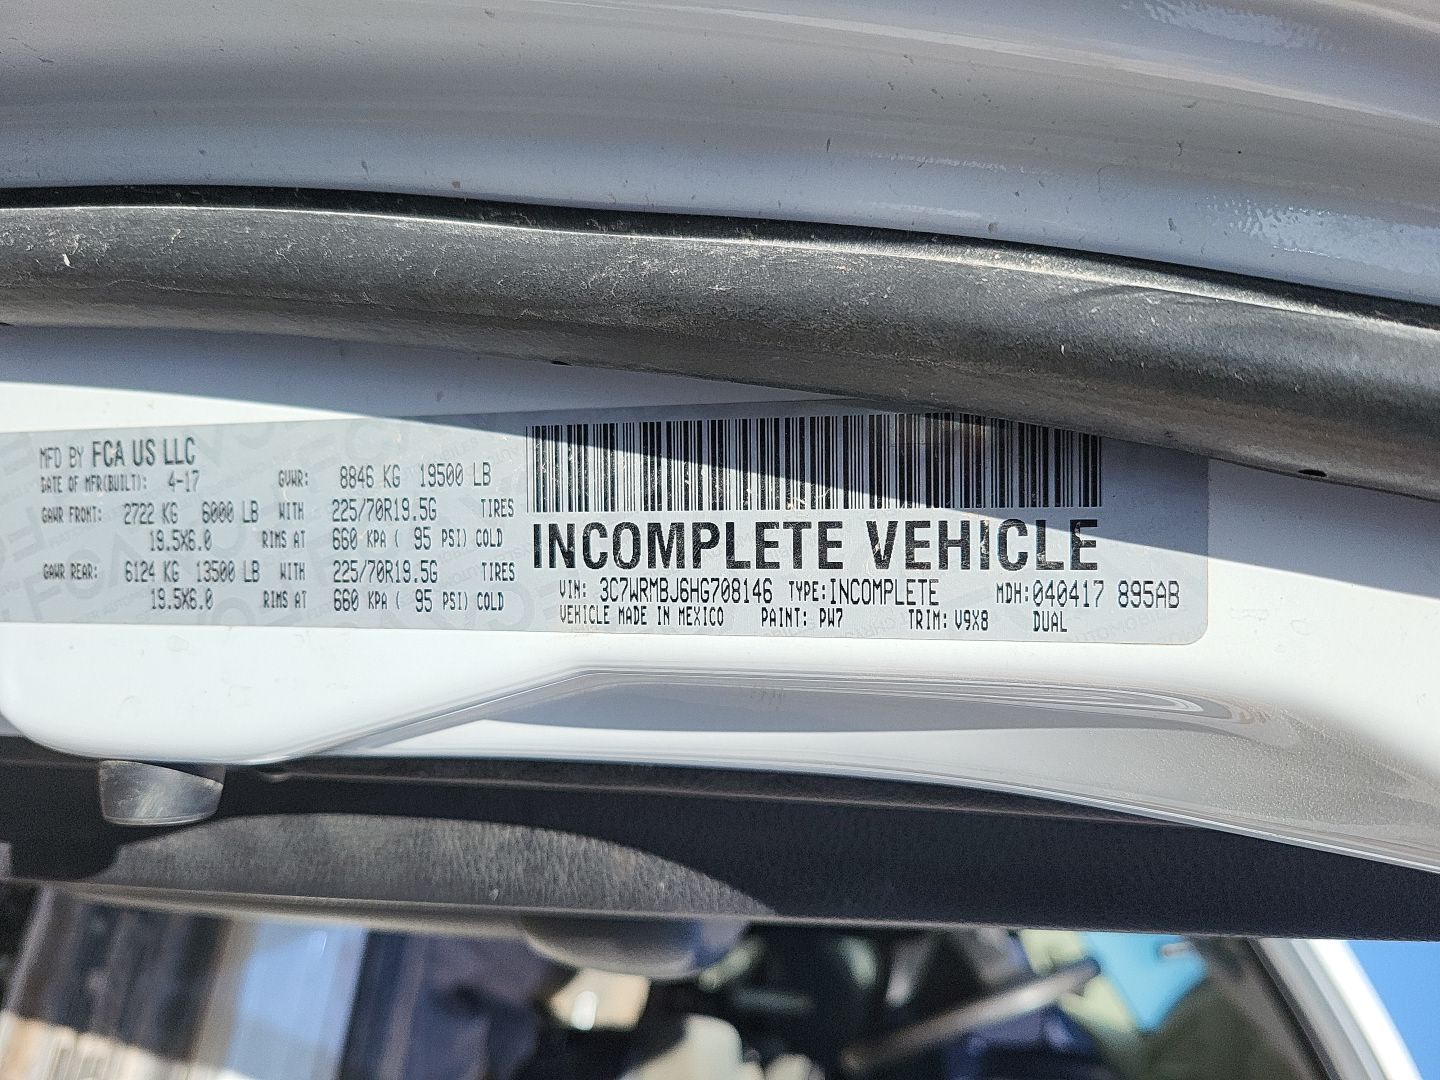 MFD BY FCA US LLC
DATE OF MFR(BUILT): 4-17 GVWR: 8846 KG 19500 LB
GAWR FRONT: 2722 KG 6000 LB WITH 225/70R19.5G TIRES
19.5X6.0 RIMS AT 660 KPA ( 95 PSI) COLD
GAWR REAR: 6124 KG 13500 LB WITH 225/70R19.5G TIRES
19.5X6.0 RIMS AT 660 KPA ( 95 PSI) COLD
INCOMPLETE VEHICLE
VIN: 3C7WRMBJ6HG708146 TYPE:INCOMPLETE MDH:040417 895AB
VEHICLE MADE IN MEXICO PAINT: PW7 TRIM: V9X8 DUAL